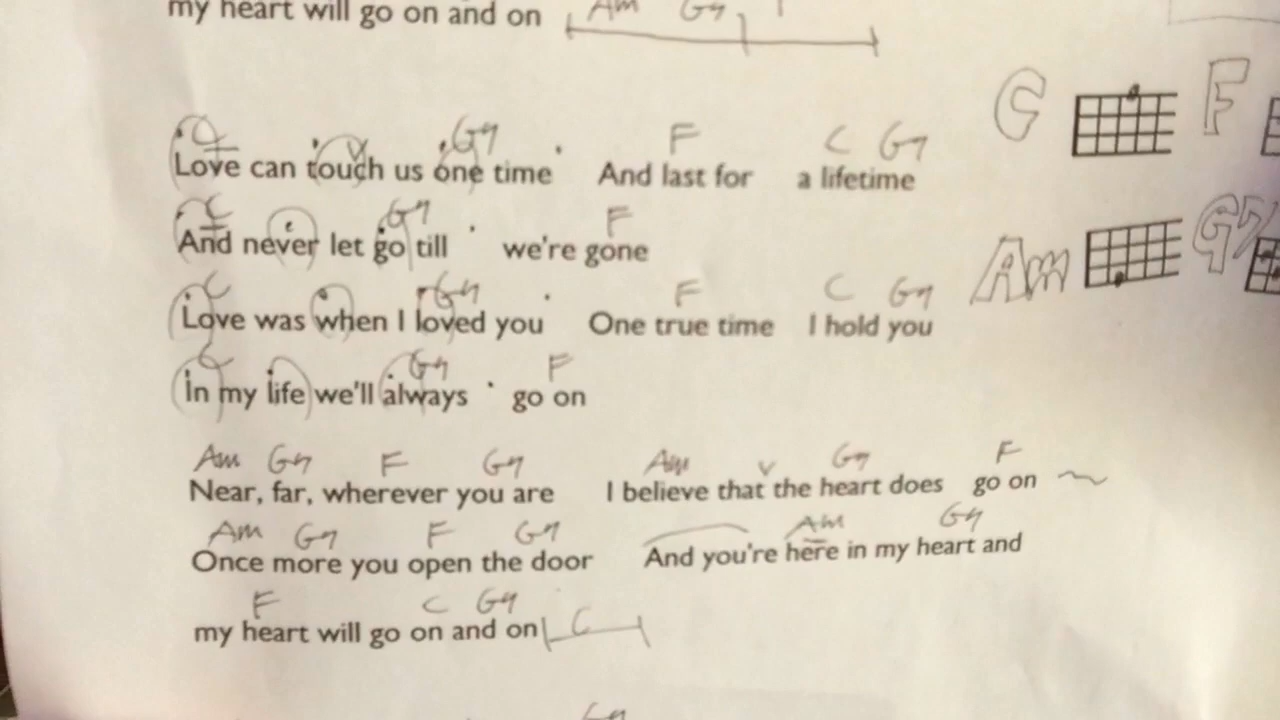 my heart will go on and on Am G7
C G7 F C G7
Love can touch us one time And last for a lifetime
C G7 F
And never let go till we're gone
C G7 F C G7
Love was when I loved you One true time I hold you
C G7 F
In my life we'll always go on
Am G7 F G7 Am G7 F
Near, far, wherever you are I believe that the heart does go on
Am G7 F G7 Am G7
Once more you open the door And you're here in my heart and
F C G7
my heart will go on and on C
G7
F
Am G7